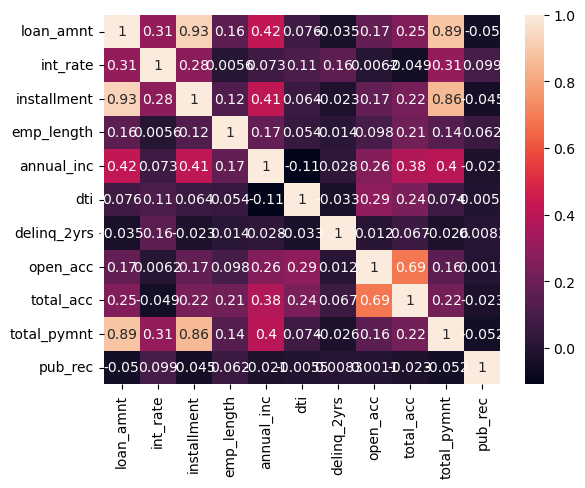 loan_amnt 1 0.31 0.93 0.16 0.42 0.076 -0.035 0.17 0.25 0.89 -0.05
int_rate 0.31 1 0.28 0.0056 0.073 0.11 0.16 0.0062 -0.049 0.31 0.099
installment 0.93 0.28 1 0.12 0.41 0.064 -0.023 0.17 0.22 0.86 -0.045
emp_length 0.16 0.0056 0.12 1 0.17 0.054 0.014 0.098 0.21 0.14 0.062
annual_inc 0.42 0.073 0.41 0.17 1 -0.11 0.028 0.26 0.38 0.4 -0.021
dti 0.076 0.11 0.064 0.054 -0.11 1 -0.033 0.29 0.24 0.074
delinq_2yrs -0.035 0.16 -0.023 0.014 0.028 -0.033 1 0.012 0.067 -0.026
open_acc 0.17 0.0062 0.17 0.098 0.26 0.29 0.012 1 0.69 0.16
total_acc 0.25 -0.049 0.22 0.21 0.38 0.24 0.067 0.69 1 0.22 -0.023
total_pymnt 0.89 0.31 0.86 0.14 0.4 0.074 -0.026 0.16 0.22 1 -0.052
pub_rec -0.05 0.099 -0.045 0.062 -0.021 -0.023 -0.052 1
loan_amnt int_rate installment emp_length annual_inc dti delinq_2yrs open_acc total_acc total_pymnt pub_rec
1.0
0.8
0.6
0.4
0.2
0.0